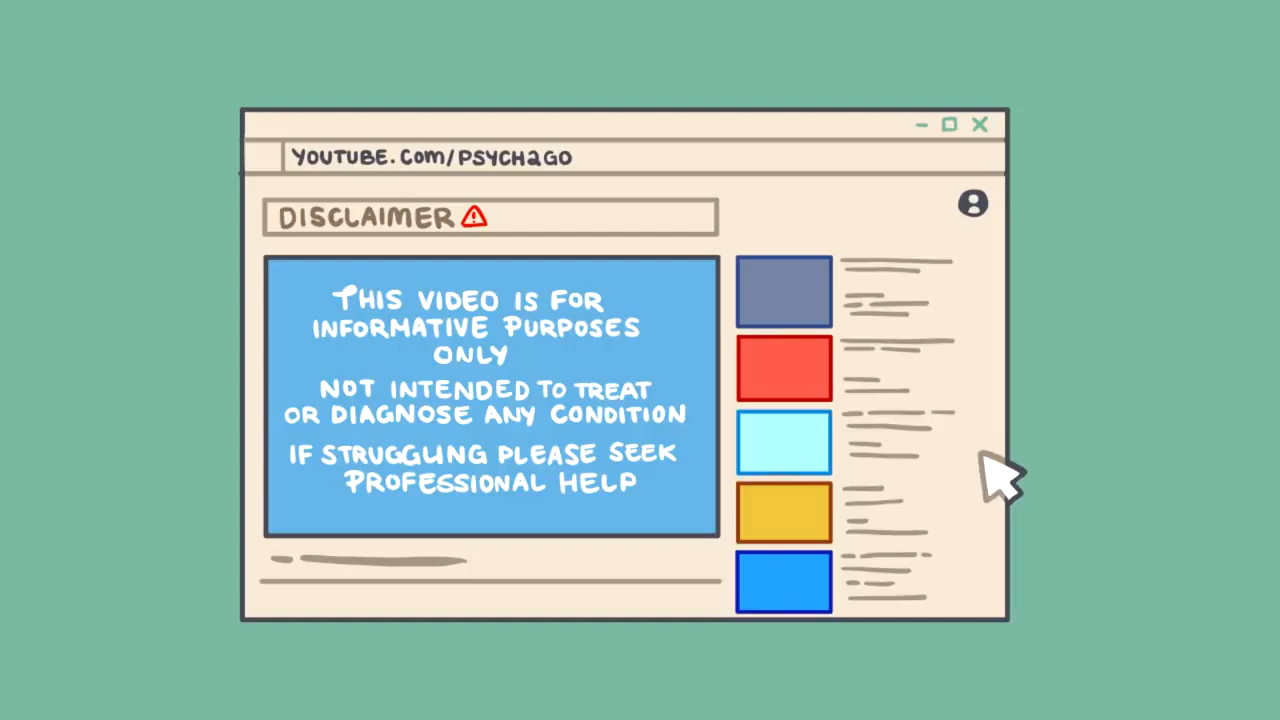 YOUTUBE.COM/PSYCH2GO
DISCLAIMER
THIS VIDEO IS FOR
INFORMATIVE PURPOSES
ONLY
NOT INTENDED TO TREAT
OR DIAGNOSE ANY CONDITION
IF STRUGGLING PLEASE SEEK
PROFESSIONAL HELP